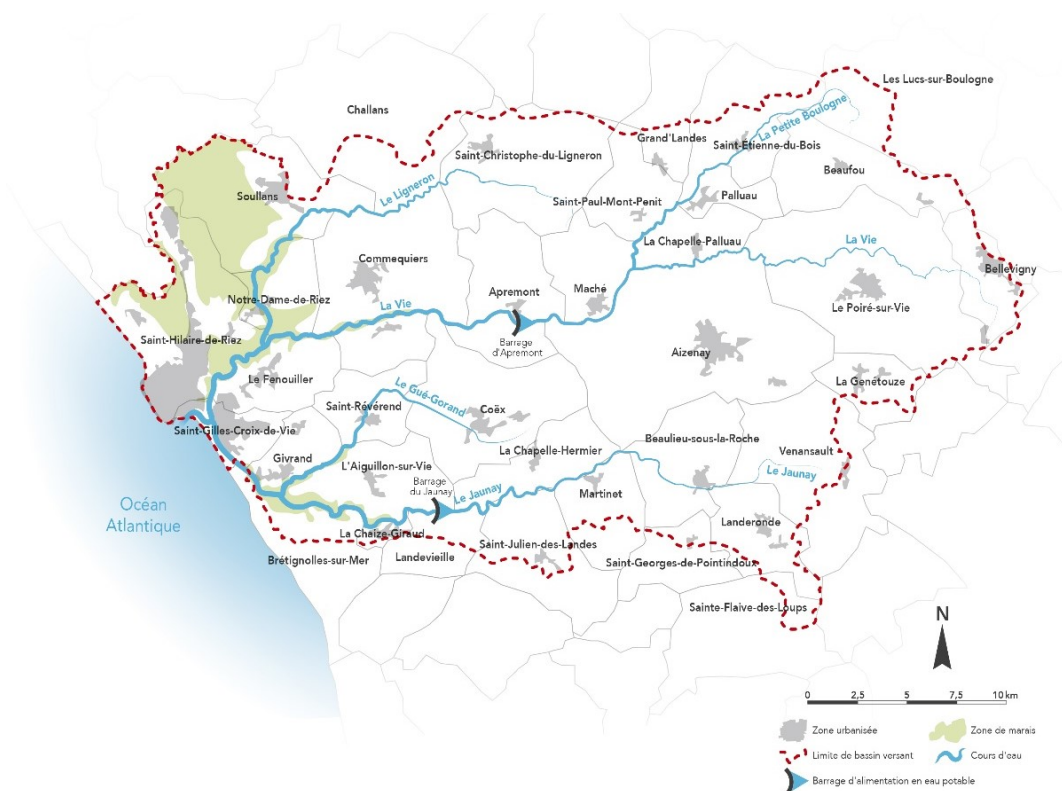 Les Lucs-sur-Boulogne
Challans
La Petite Boulogne
Grand'Landes
Saint-Étienne-du-Bois
Saint-Christophe-du-Ligneron
Beaufou
Le Ligneron
Soullans
Palluau
Saint-Paul-Mont-Penit
La Chapelle-Palluau
La Vie
Commequiers
Bellevigny
Apremont
Maché
Notre-Dame-de-Riez
La Vie
Le Poiré-sur-Vie
Saint-Hilaire-de-Riez
Barrage
d'Apremont
Aizenay
Le Fenouiller
Le Gué-Gorand
La Genétouze
Saint-Révérend
Coëx
Saint-Gilles-Croix-de-Vie
Beaulieu-sous-la-Roche
La Chapelle-Hermier
Venansault
Givrand
L'Aiguillon-sur-Vie
Le Jaunay
Barrage
du Jaunay
Martinet
Le Jaunay
Océan
Atlantique
Landeronde
La Chaize-Giraud
Saint-Julien-des-Landes
Landevieille
Brétignolles-sur-Mer
Saint-Georges-de-Pointindoux
Sainte-Flaive-des-Loups
N
0 2,5 5 7,5 10 km
Zone urbanisée
Zone de marais
Limite de bassin versant
Cours d'eau
Barrage d'alimentation en eau potable